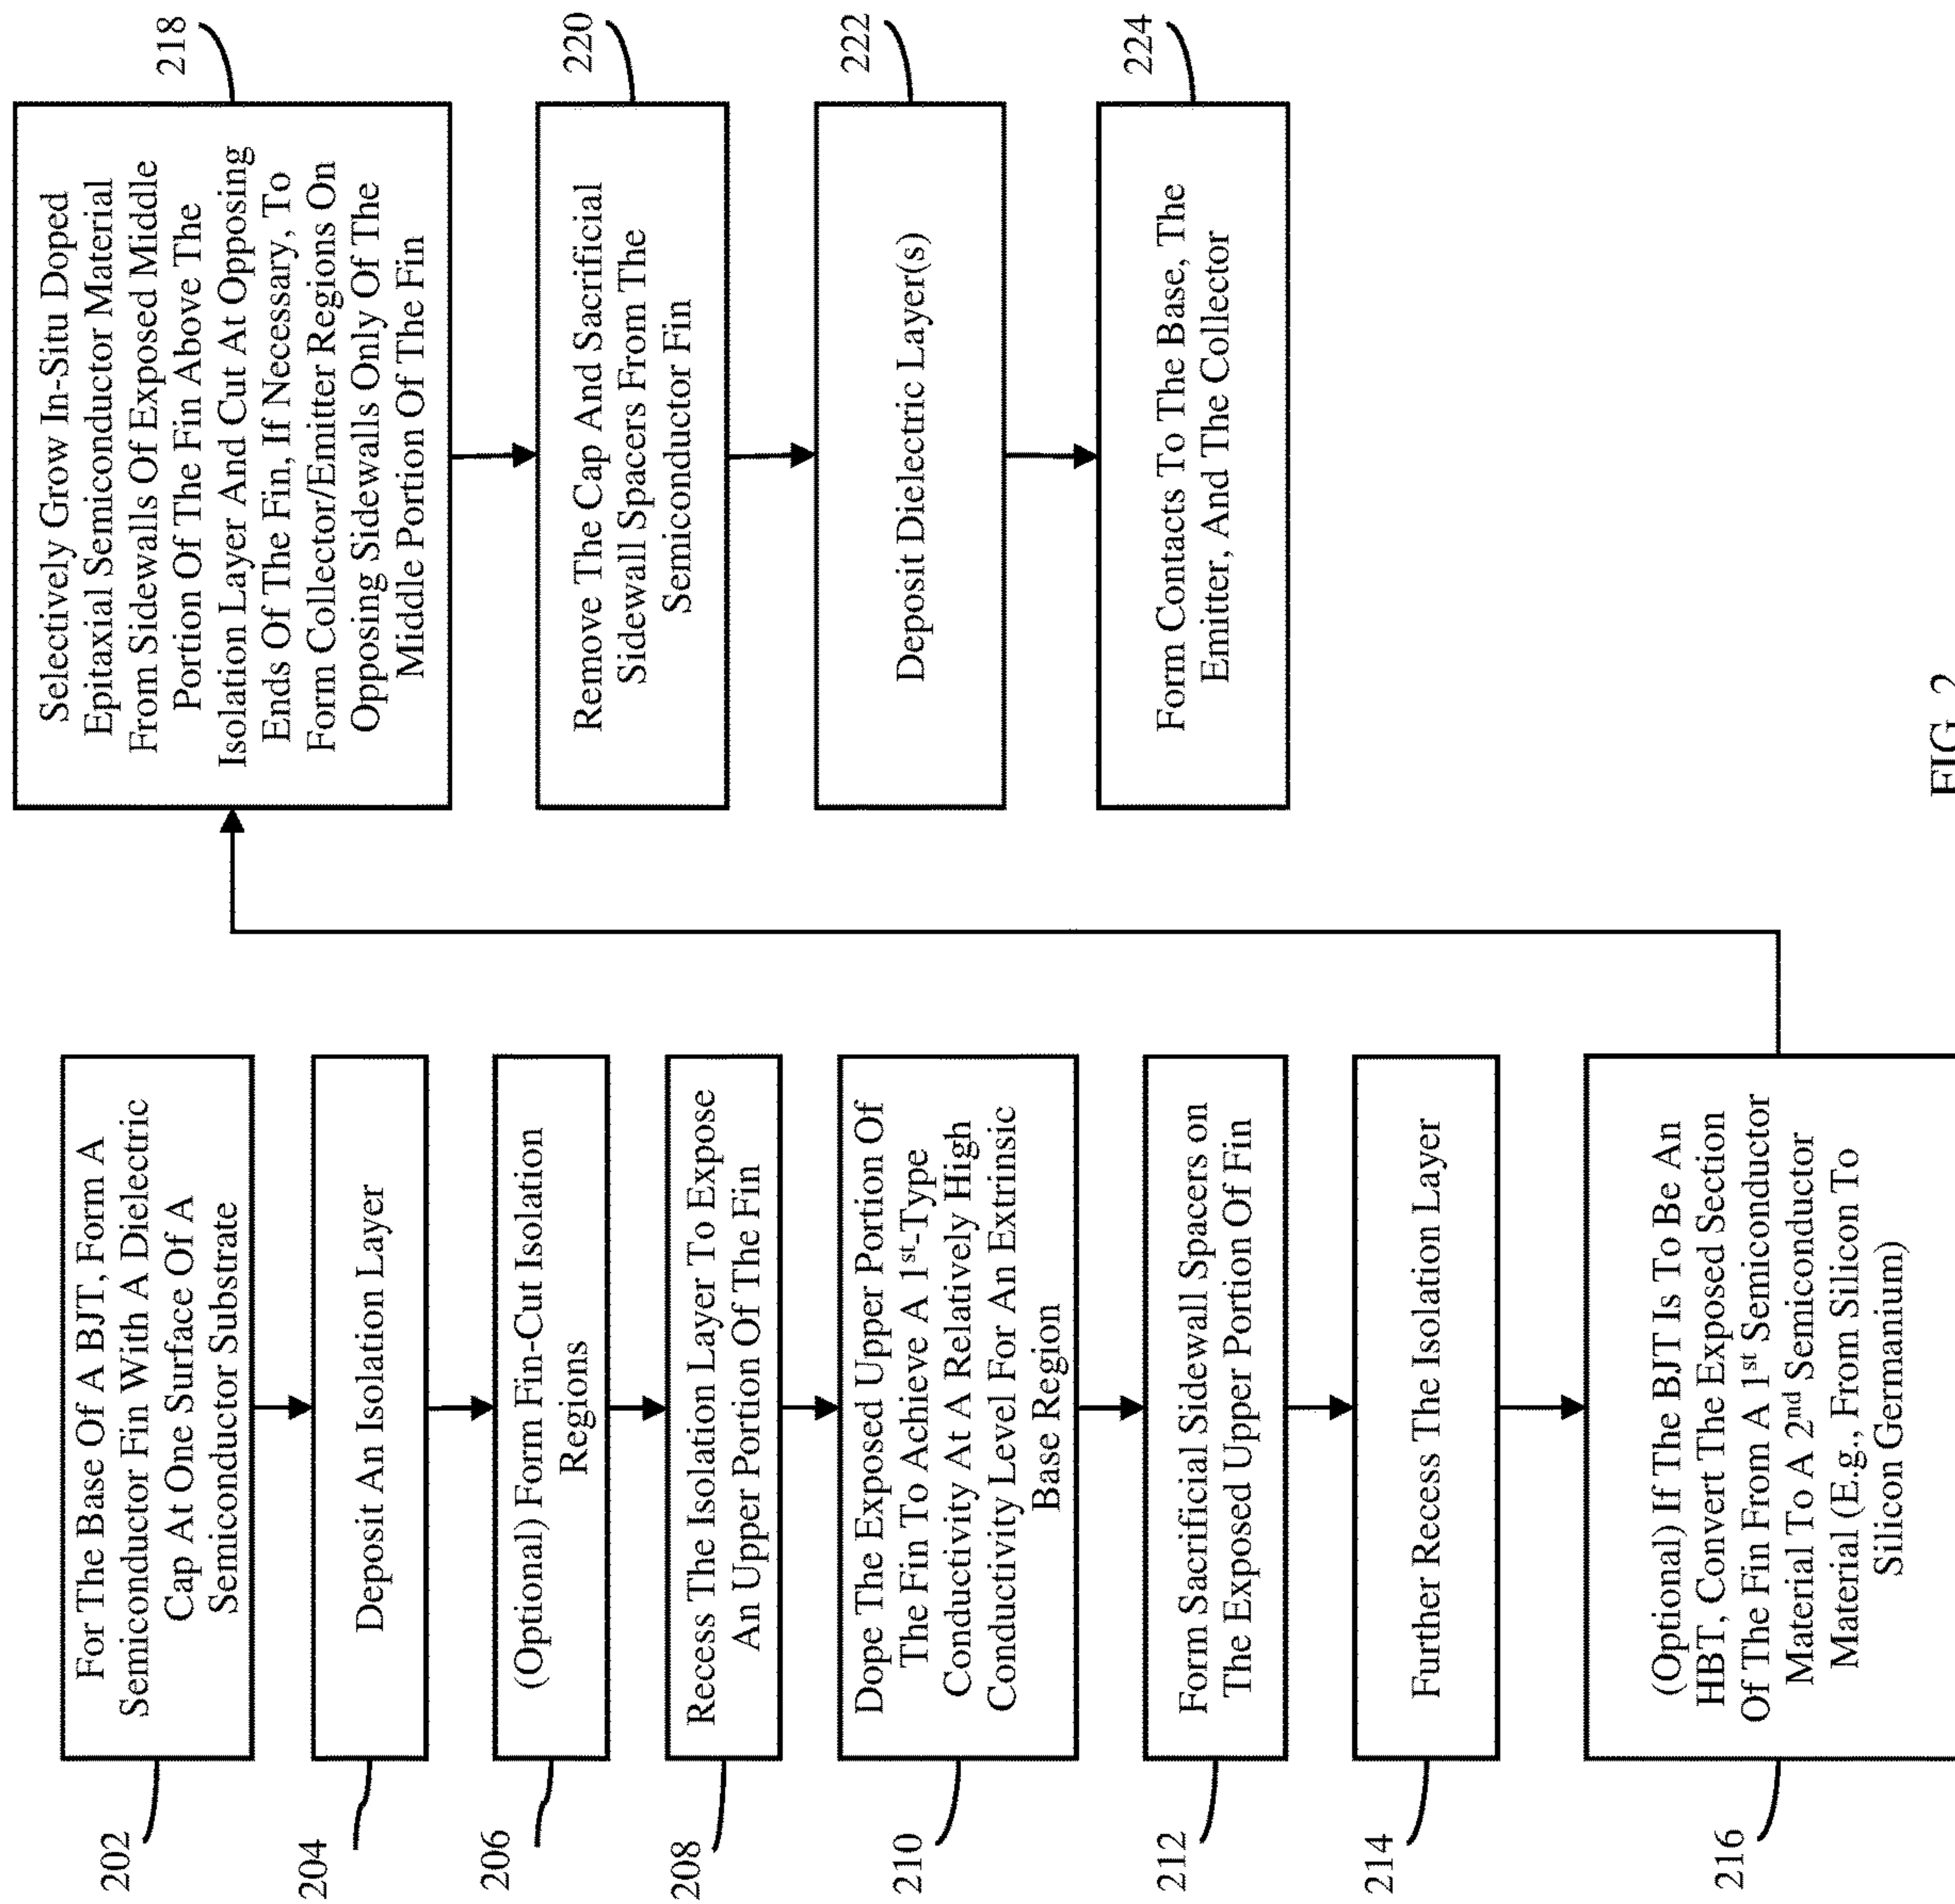 202
For The Base Of A BJT, Form A
Semiconductor Fin With A Dielectric
Cap At One Surface Of A
Semiconductor Substrate
204
Deposit An Isolation Layer
206
(Optional) Form Fin-Cut Isolation
Regions
208
Recess The Isolation Layer To Expose
An Upper Portion Of The Fin
210
Dope The Exposed Upper Portion Of
The Fin To Achieve A 1st-Type
Conductivity At A Relatively High
Conductivity Level For An Extrinsic
Base Region
212
Form Sacrificial Sidewall Spacers on
The Exposed Upper Portion Of Fin
214
Further Recess The Isolation Layer
216
(Optional) If The BJT Is To Be An
HBT, Convert The Exposed Section
Of The Fin From A 1st Semiconductor
Material To A 2nd Semiconductor
Material (E.g., From Silicon To
Silicon Germanium)
218
Selectively Grow In-Situ Doped
Epitaxial Semiconductor Material
From Sidewalls Of Exposed Middle
Portion Of The Fin Above The
Isolation Layer And Cut At Opposing
Ends Of The Fin, If Necessary, To
Form Collector/Emitter Regions On
Opposing Sidewalls Only Of The
Middle Portion Of The Fin
220
Remove The Cap And Sacrificial
Sidewall Spacers From The
Semiconductor Fin
222
Deposit Dielectric Layer(s)
224
Form Contacts To The Base, The
Emitter, And The Collector
FIG. 2